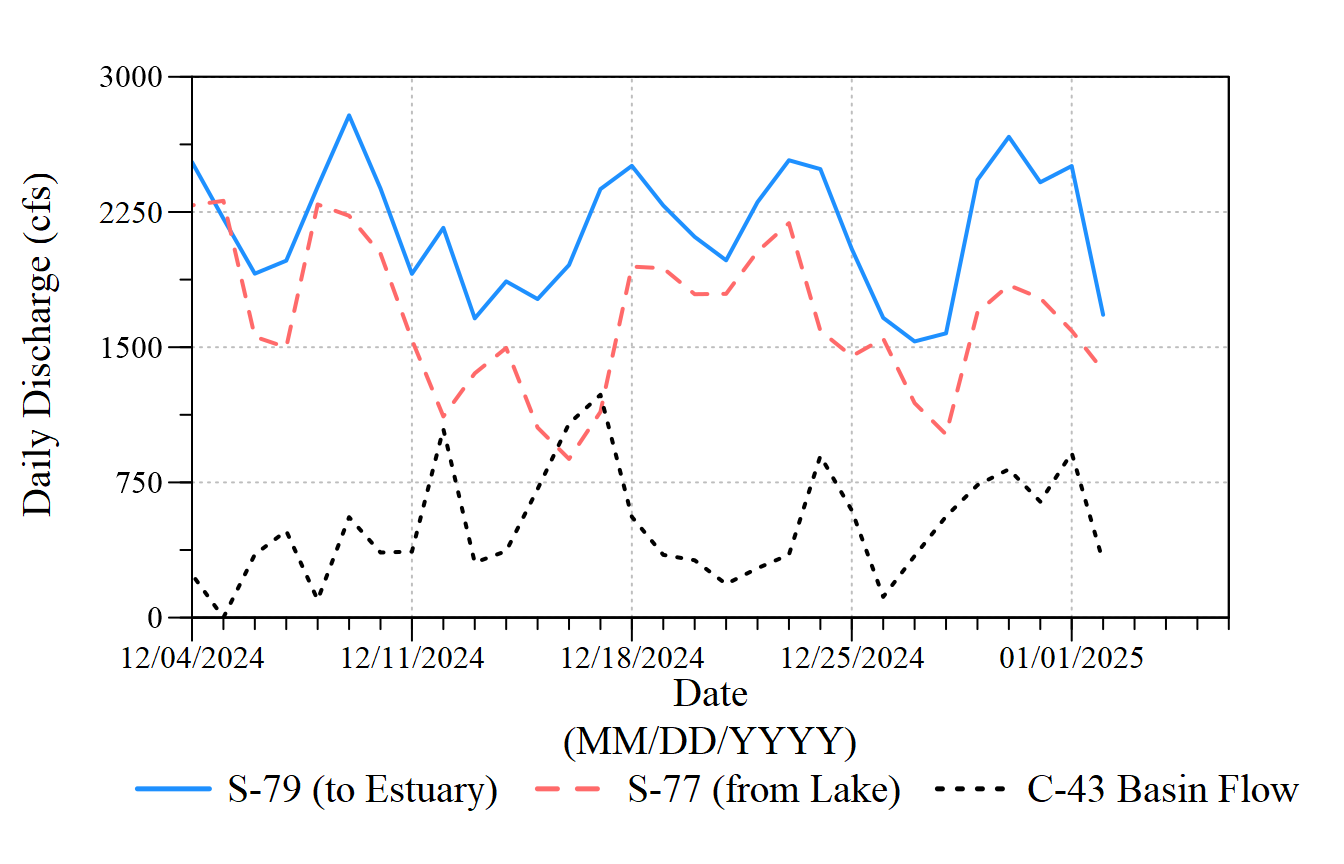 3000
2250
1500
750
0
Daily Discharge (cfs)
12/04/2024 12/11/2024 12/18/2024 12/25/2024 01/01/2025
Date
(MM/DD/YYYY)
S-79 (to Estuary) S-77 (from Lake) C-43 Basin Flow